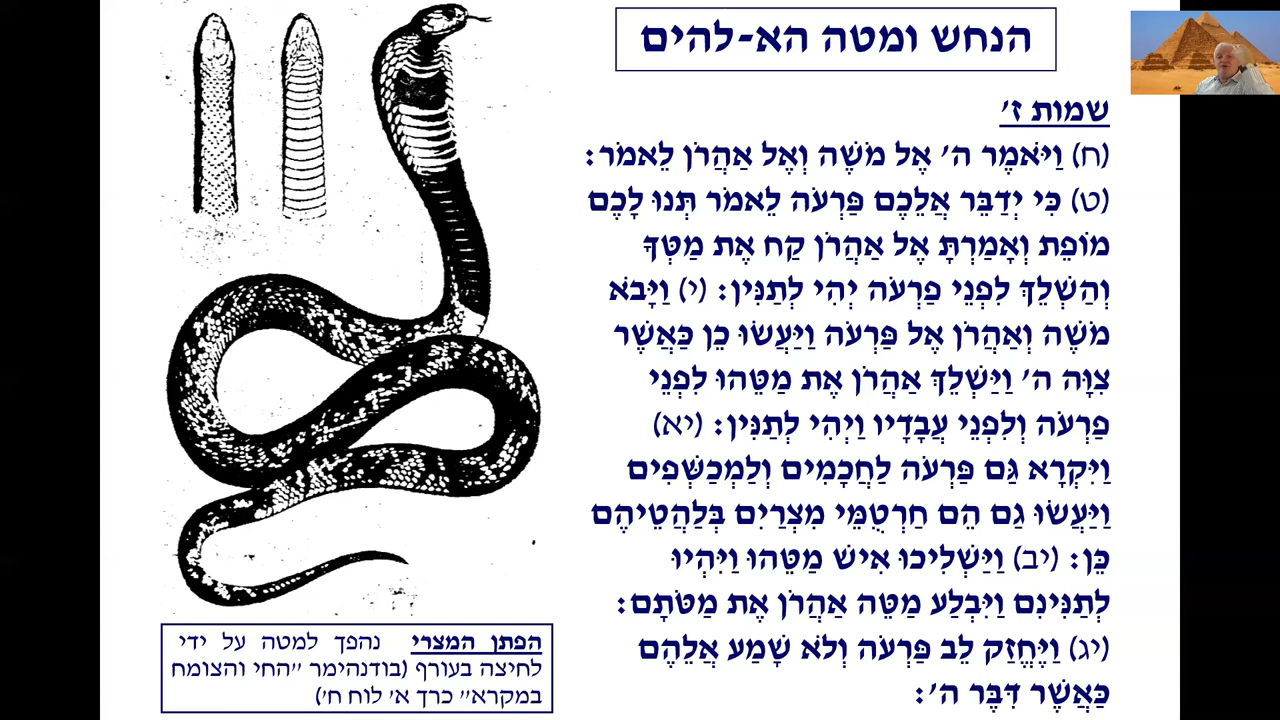 הנחש ומטה הא-להים
שמות ז׳
(ח) וַיֹּאמֶר ה׳ אֶל מֹשֶׁה וְאֶל אַהֲרֹן לֵאמֹר:
(ט) כִּי יְדַבֵּר אֲלֵכֶם פַּרְעֹה לֵאמֹר תְּנוּ לָכֶם
מוֹפֵת וְאָמַרְתָּ אֶל אַהֲרֹן קַח אֶת מַטְּךָ
וְהַשְׁלֵךְ לִפְנֵי פַרְעֹה יְהִי לְתַנִּין: (י) וַיָּבֹא
מֹשֶׁה וְאַהֲרֹן אֶל פַּרְעֹה וַיַּעֲשׂוּ כֵן כַּאֲשֶׁר
צִוָּה ה׳ וַיַּשְׁלֵךְ אַהֲרֹן אֶת מַטֵּהוּ לִפְנֵי
פַרְעֹה וְלִפְנֵי עֲבָדָיו וַיְהִי לְתַנִּין: (יא)
וַיִּקְרָא גַּם פַּרְעֹה לַחֲכָמִים וְלַמְכַשְּׁפִים
וַיַּעֲשׂוּ גַם הֵם חַרְטֻמֵּי מִצְרַיִם בְּלַהֲטֵיהֶם
כֵּן: (יב) וַיַּשְׁלִיכוּ אִישׁ מַטֵּהוּ וַיִּהְיוּ
לְתַנִּינִם וַיִּבְלַע מַטֵּה אַהֲרֹן אֶת מַטֹּתָם:
(יג) וַיֶּחֱזַק לֵב פַּרְעֹה וְלֹא שָׁמַע אֲלֵהֶם
כַּאֲשֶׁר דִּבֶּר ה׳:
הפתן המצרי נהפך למטה על ידי
לחיצה בעורף (בודנהימר ״החי והצומח
במקרא״ כרך א׳ לוח ח׳)